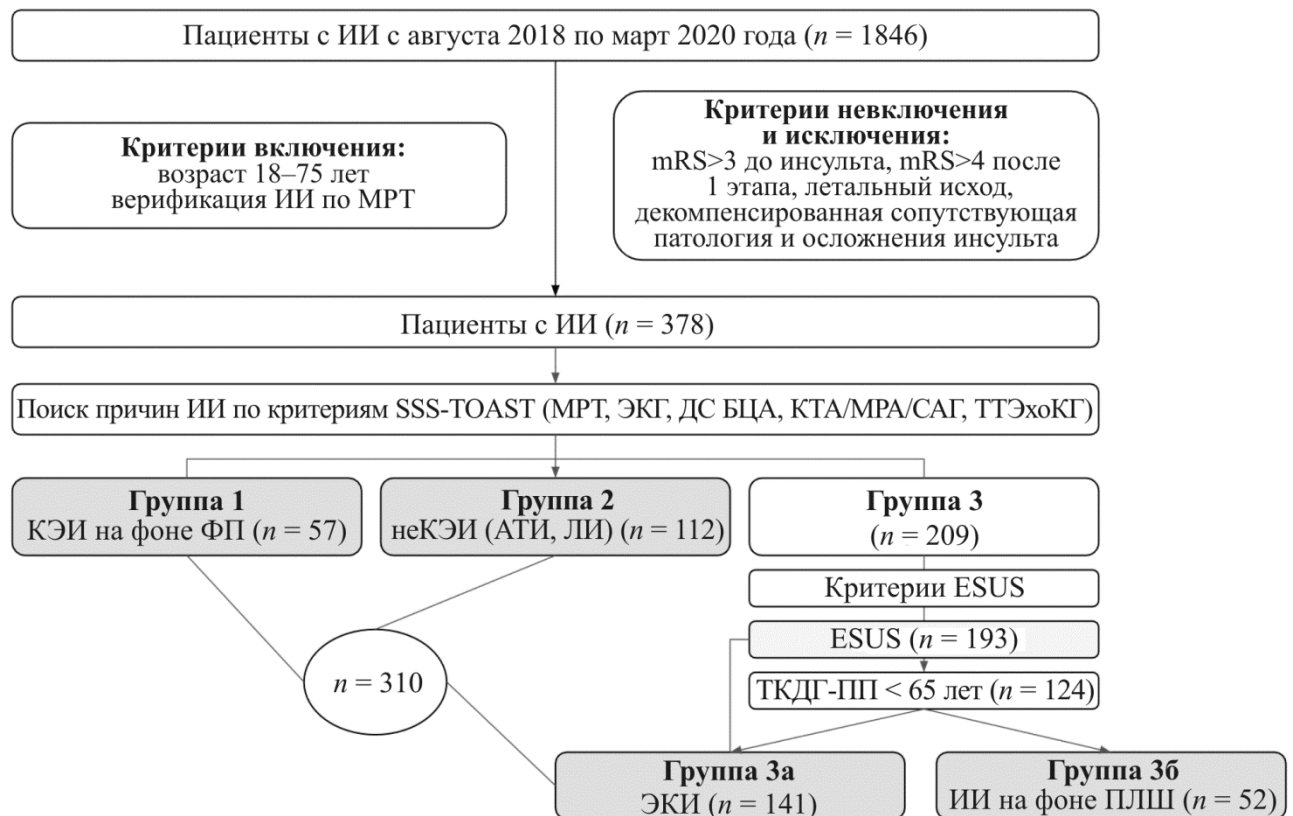 Пациенты с ИИ с августа 2018 по март 2020 года (n = 1846)
Критерии включения:
возраст 18–75 лет
верификация ИИ по МРТ
Критерии невключения
и исключения:
mRS>3 до инсульта, mRS>4 после
1 этапа, летальный исход,
декомпенсированная сопутствующая
патология и осложнения инсульта
Пациенты с ИИ (n = 378)
Поиск причин ИИ по критериям SSS-TOAST (МРТ, ЭКГ, ДС БЦА, КТА/МРА/САГ, ТТЭхоКГ)
Группа 1
КЭИ на фоне ФП (n = 57)
Группа 2
неКЭИ (АТИ, ЛИ) (n = 112)
Группа 3
(n = 209)
Критерии ESUS
ESUS (n = 193)
ТКДГ-ПП < 65 лет (n = 124)
n = 310
Группа 3а
ЭКИ (n = 141)
Группа 3б
ИИ на фоне ПЛШ (n = 52)